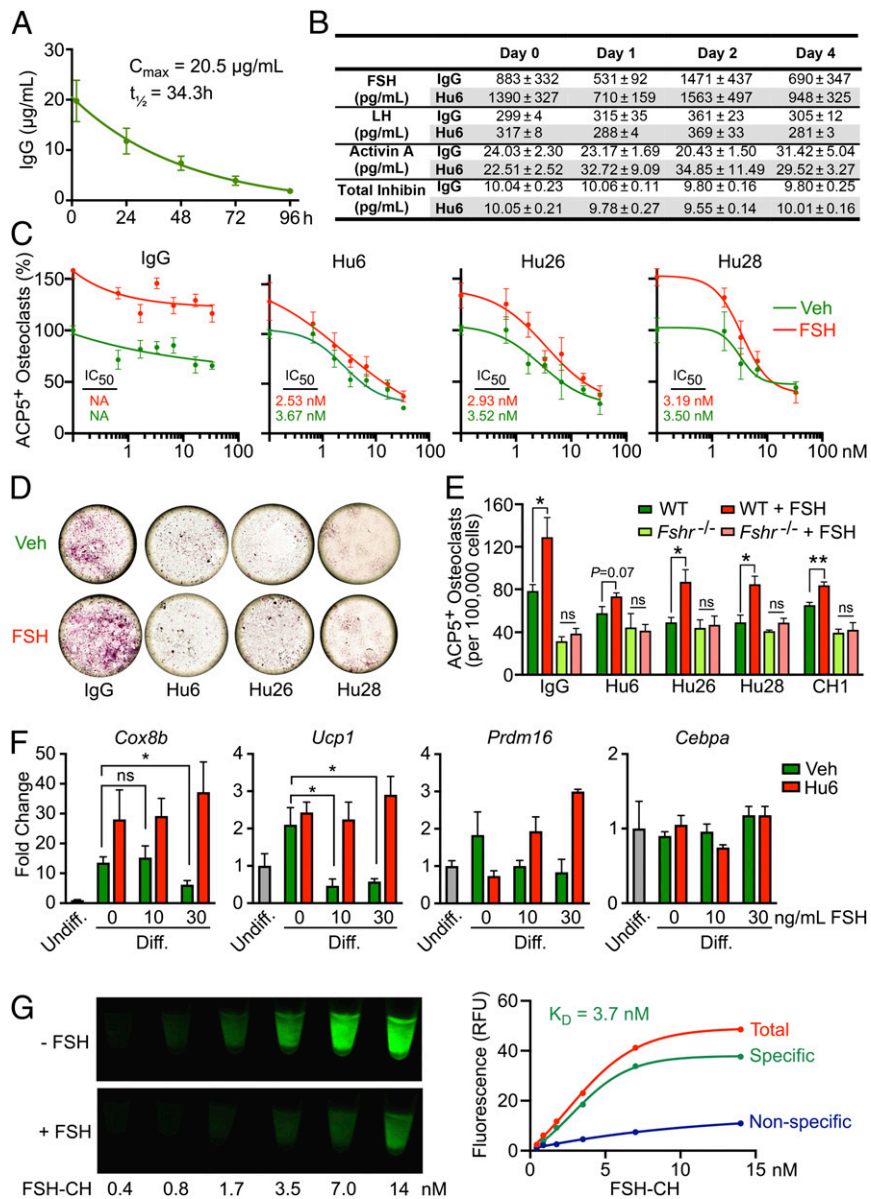 A
30
20
10
0
IgG (µg/mL)
Cmax = 20.5 µg/mL
t½ = 34.3h
0 24 48 72 96 h
B
Day 0 Day 1 Day 2 Day 4
FSH (pg/mL) IgG 883 ± 332 531 ± 92 1471 ± 437 690 ± 347
Hu6 1390 ± 327 710 ± 159 1563 ± 497 948 ± 325
LH (pg/mL) IgG 299 ± 4 315 ± 35 361 ± 23 305 ± 12
Hu6 317 ± 8 288 ± 4 369 ± 33 281 ± 3
Activin A (pg/mL) IgG 24.03 ± 2.30 23.17 ± 1.69 20.43 ± 1.50 31.42 ± 5.04
Hu6 22.51 ± 2.52 32.72 ± 9.09 34.85 ± 11.49 29.52 ± 3.27
Total Inhibin (pg/mL) IgG 10.04 ± 0.23 10.06 ± 0.11 9.80 ± 0.16 9.80 ± 0.25
Hu6 10.05 ± 0.21 9.78 ± 0.27 9.55 ± 0.14 10.01 ± 0.16
C
ACP5+ Osteoclasts (%)
150
100
50
0
IgG
IC50
NA
NA
1 10 100
Hu6
IC50
2.53 nM
3.67 nM
1 10 100
Hu26
IC50
2.93 nM
3.52 nM
1 10 100
Hu28
IC50
3.19 nM
3.50 nM
1 10 100 nM
Veh
FSH
D
Veh
FSH
IgG Hu6 Hu26 Hu28
E
ACP5+ Osteoclasts
(per 100,000 cells)
160
120
80
40
0
WT WT + FSH
Fshr-/- Fshr-/- + FSH
* P=0.07 * * **
ns ns ns ns ns
IgG Hu6 Hu26 Hu28 CH1
F
Fold Change
Cox8b
50
40
30
20
10
0
*
ns
Undiff. 0 10 30
Diff.
Ucp1
4
3
2
1
0
*
*
Undiff. 0 10 30
Diff.
Prdm16
4
3
2
1
0
Undiff. 0 10 30
Diff.
Cebpa
2
1
0
Undiff. 0 10 30 ng/mL FSH
Diff.
Veh
Hu6
G
- FSH
+ FSH
FSH-CH 0.4 0.8 1.7 3.5 7.0 14 nM
Fluorescence (RFU)
60
40
20
0
KD = 3.7 nM
Total
Specific
Non-specific
0 5 10 15 nM
FSH-CH